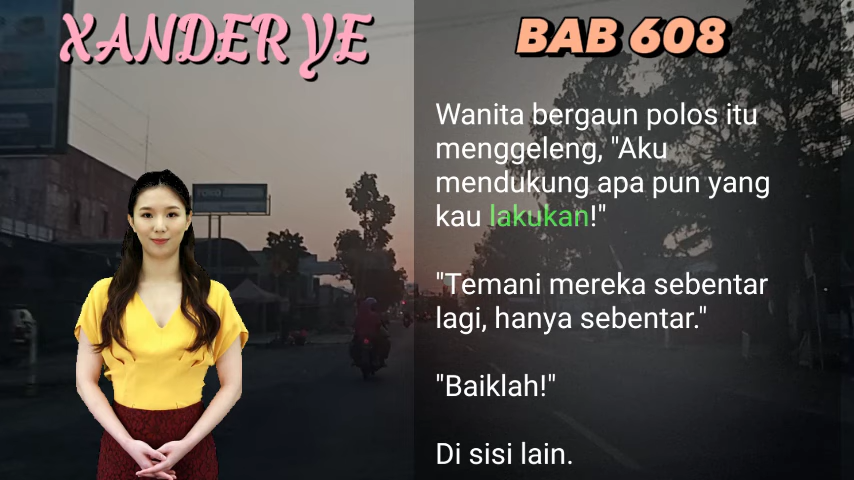 XANDER YE
BAB 608
TOKO
Wanita bergaun polos itu
menggeleng, "Aku
mendukung apa pun yang
kau lakukan!"
"Temani mereka sebentar
lagi, hanya sebentar."
"Baiklah!"
Di sisi lain.